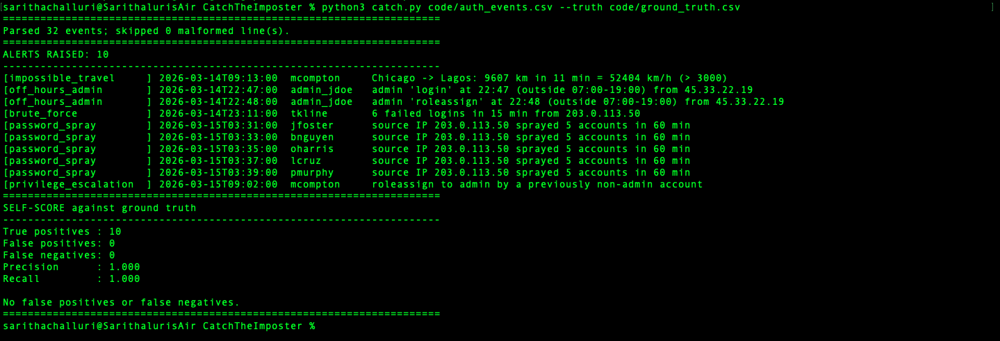 [sarithachalluri@SarithalurisAir CatchTheImposter % python3 catch.py code/auth_events.csv --truth code/ground_truth.csv ]
======================================================================
Parsed 32 events; skipped 0 malformed line(s).
======================================================================
ALERTS RAISED: 10
----------------------------------------------------------------------
[impossible_travel     ] 2026-03-14T09:13:00  mcompton     Chicago -> Lagos: 9607 km in 11 min = 52404 km/h (> 3000)
[off_hours_admin       ] 2026-03-14T22:47:00  admin_jdoe   admin 'login' at 22:47 (outside 07:00-19:00) from 45.33.22.19
[off_hours_admin       ] 2026-03-14T22:48:00  admin_jdoe   admin 'roleassign' at 22:48 (outside 07:00-19:00) from 45.33.22.19
[brute_force           ] 2026-03-14T23:11:00  tkline       6 failed logins in 15 min from 203.0.113.50
[password_spray        ] 2026-03-15T03:31:00  jfoster      source IP 203.0.113.50 sprayed 5 accounts in 60 min
[password_spray        ] 2026-03-15T03:33:00  bnguyen      source IP 203.0.113.50 sprayed 5 accounts in 60 min
[password_spray        ] 2026-03-15T03:35:00  oharris      source IP 203.0.113.50 sprayed 5 accounts in 60 min
[password_spray        ] 2026-03-15T03:37:00  lcruz        source IP 203.0.113.50 sprayed 5 accounts in 60 min
[password_spray        ] 2026-03-15T03:39:00  pmurphy      source IP 203.0.113.50 sprayed 5 accounts in 60 min
[privilege_escalation  ] 2026-03-15T09:02:00  mcompton     roleassign to admin by a previously non-admin account
======================================================================
SELF-SCORE against ground truth
----------------------------------------------------------------------
True positives : 10
False positives: 0
False negatives: 0
Precision      : 1.000
Recall         : 1.000

No false positives or false negatives.
======================================================================
sarithachalluri@SarithalurisAir CatchTheImposter %